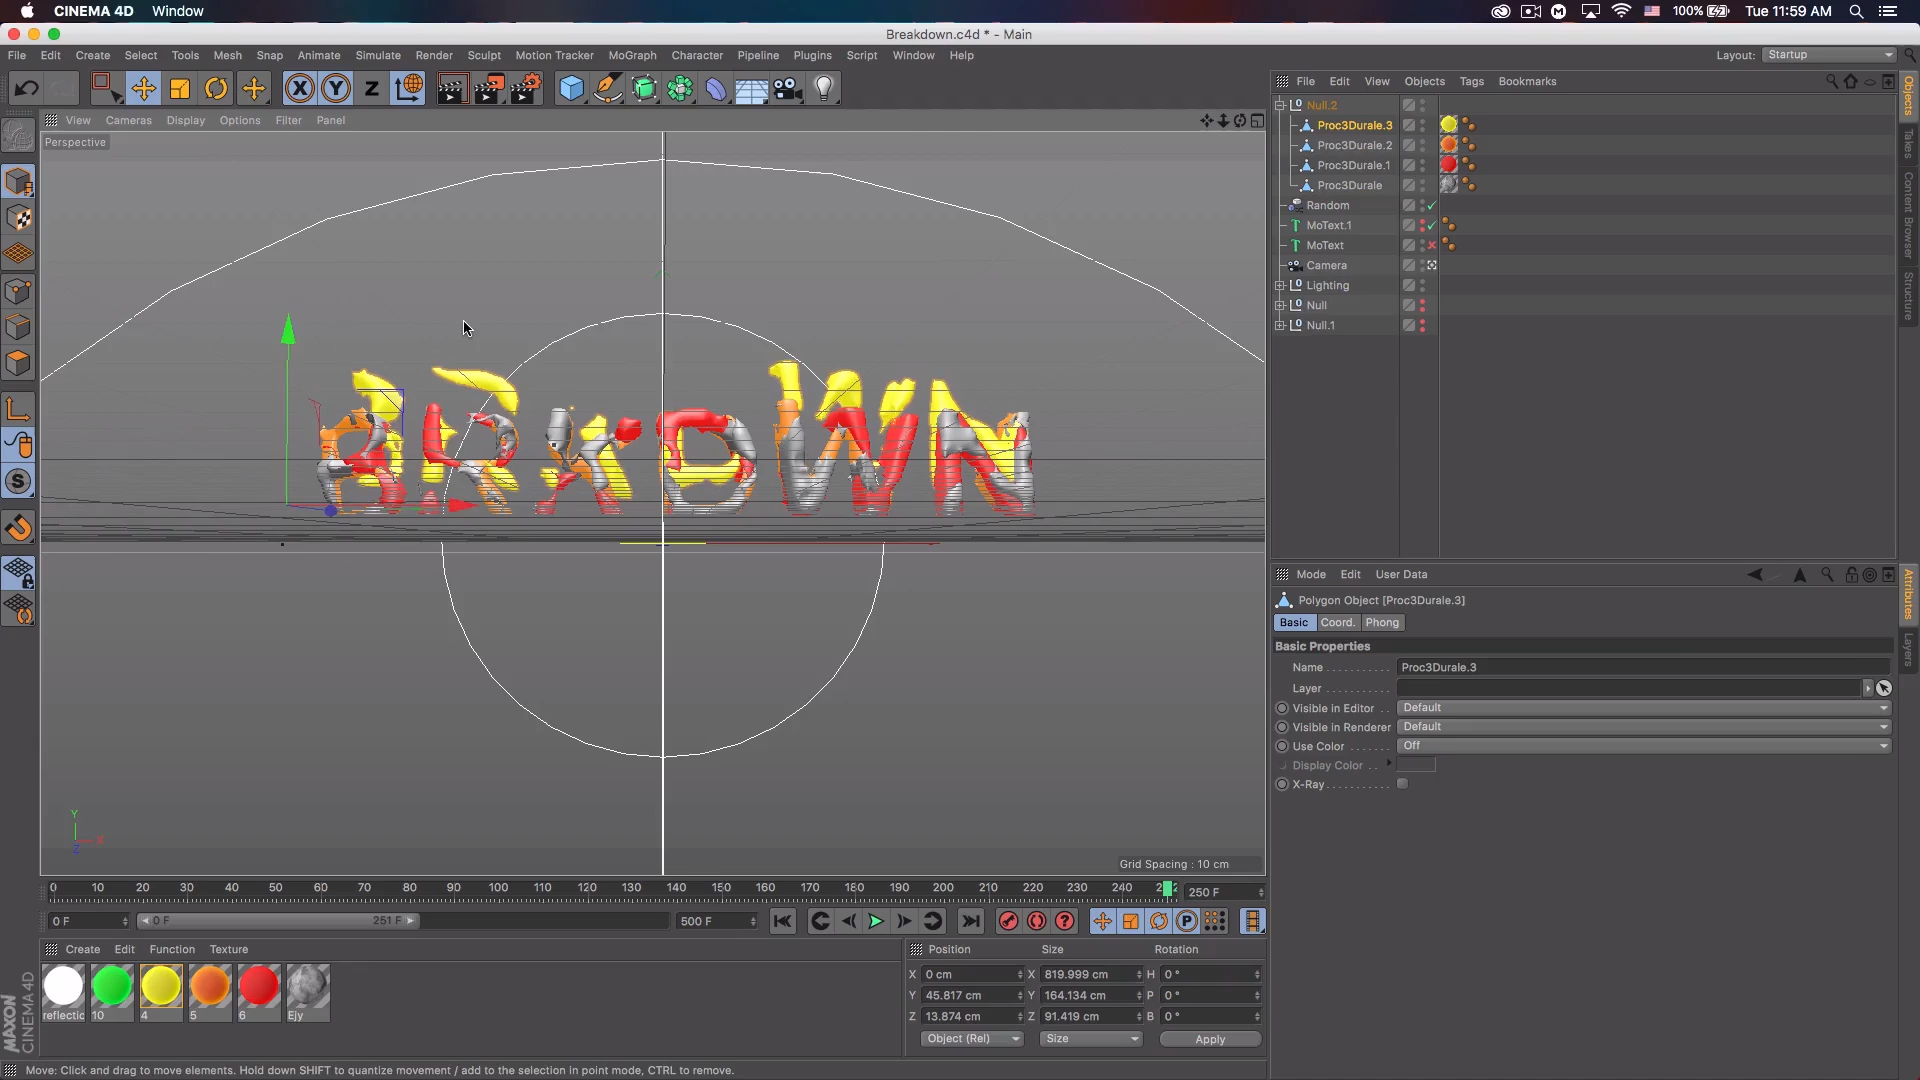 CINEMA 4D Window
100% Tue 11:59 AM
Breakdown.c4d * - Main
File Edit Create Select Tools Mesh Snap Animate Simulate Render Sculpt Motion Tracker MoGraph Character Pipeline Plugins Script Window Help
Layout: Startup
X Y Z
File Edit View Objects Tags Bookmarks
View Cameras Display Options Filter Panel
Perspective
Null.2
Proc3Durale.3
Proc3Durale.2
Proc3Durale.1
Proc3Durale
Random
MoText.1
MoText
Camera
Lighting
Null
Null.1
Objects
Takes
Content Browser
Structure
BRKDWN
Y
X
Z
Grid Spacing : 10 cm
Mode Edit User Data
Polygon Object [Proc3Durale.3]
Basic Coord. Phong
Basic Properties
Name . . . . . . . . . . . Proc3Durale.3
Layer . . . . . . . . . . .
Visible in Editor . . Default
Visible in Renderer Default
Use Color . . . . . . . Off
Display Color . .
X-Ray . . . . . . . . . . .
Attributes
Layers
0 10 20 30 40 50 60 70 80 90 100 110 120 130 140 150 160 170 180 190 200 210 220 230 240
250 F
0 F 0 F 251 F 500 F
Create Edit Function Texture
reflectic 10 4 5 6 Ejy
Position Size Rotation
X 0 cm X 819.999 cm H 0 °
Y 45.817 cm Y 164.134 cm P 0 °
Z 13.874 cm Z 91.419 cm B 0 °
Object (Rel) Size Apply
MAXON
CINEMA 4D
Move: Click and drag to move elements. Hold down SHIFT to quantize movement / add to the selection in point mode, CTRL to remove.